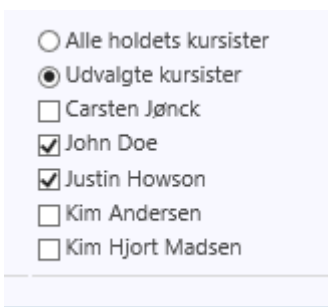 Alle holdets kursister
Udvalgte kursister
Carsten Jønck
John Doe
Justin Howson
Kim Andersen
Kim Hjort Madsen